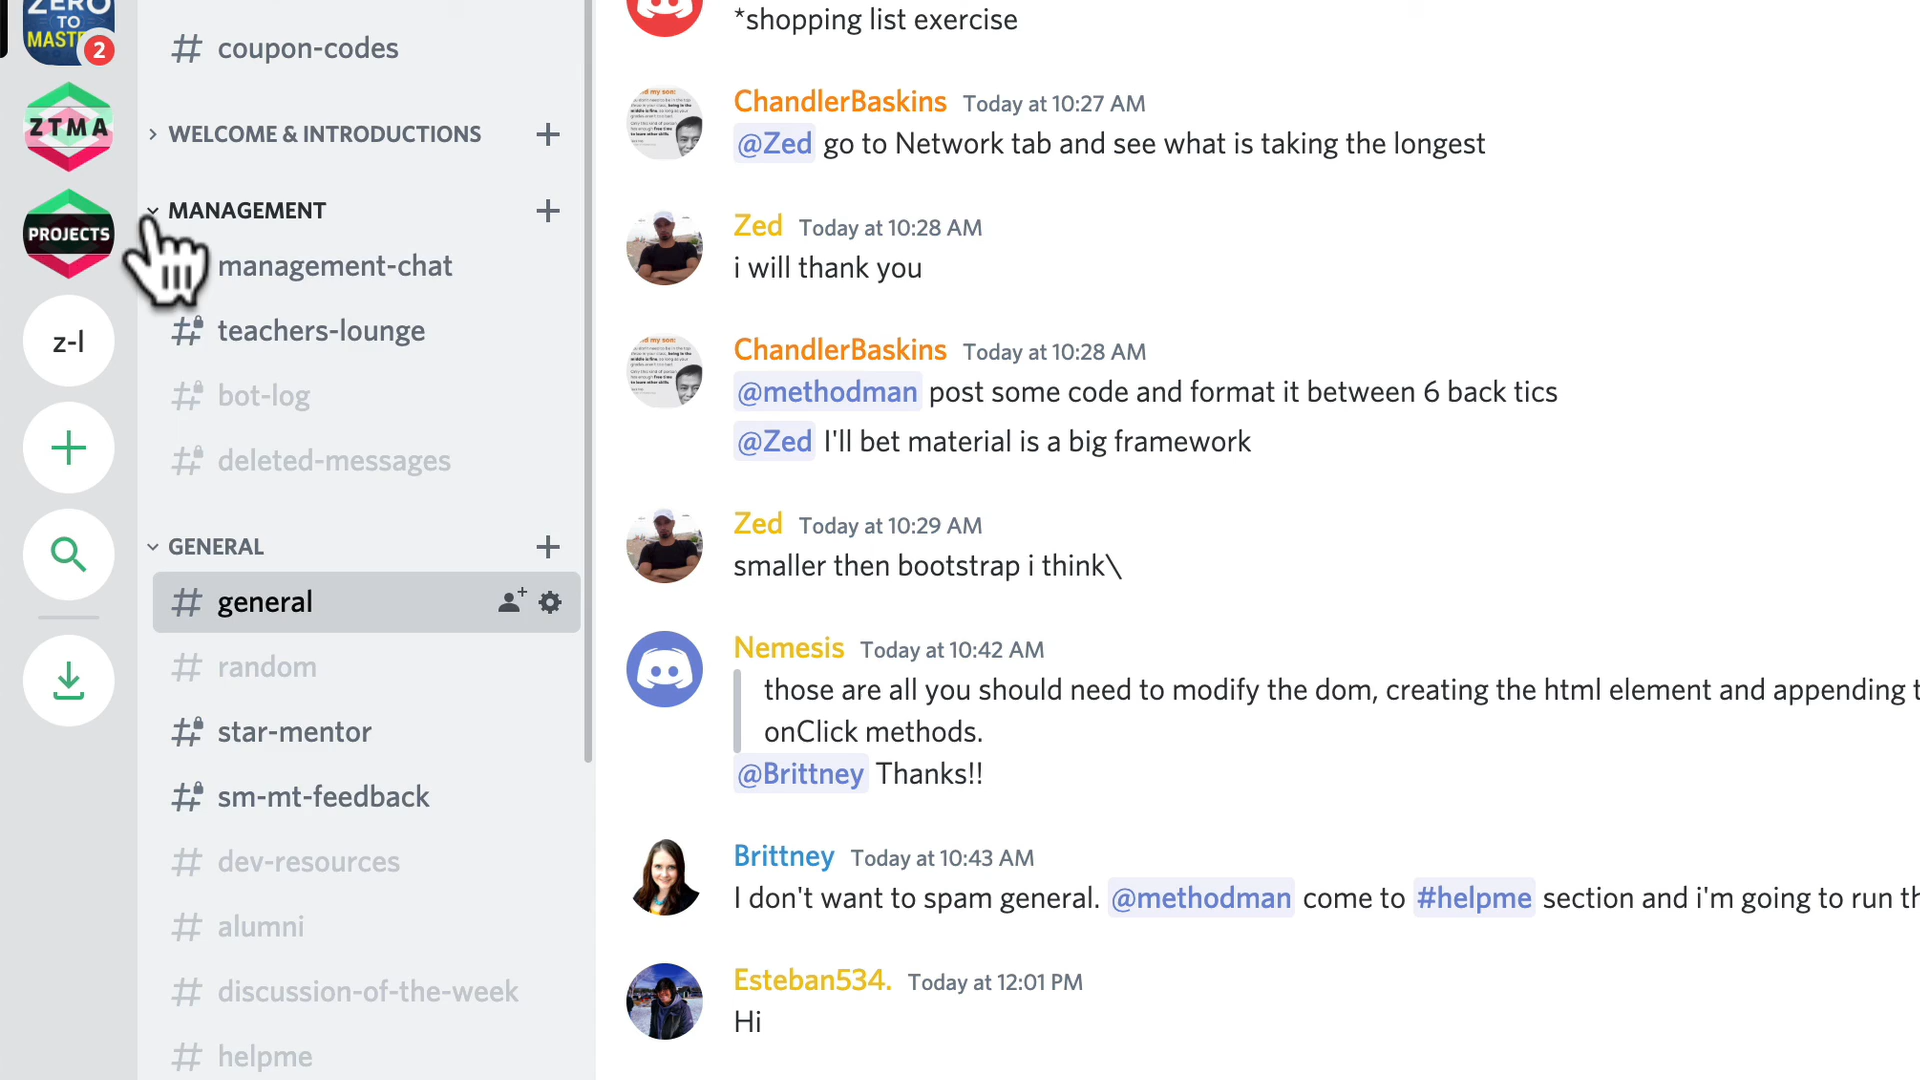 ZERO
TO
MAST
2
ZTMA
PROJECTS
z-l
coupon-codes
WELCOME & INTRODUCTIONS
MANAGEMENT
management-chat
teachers-lounge
bot-log
deleted-messages
GENERAL
general
random
star-mentor
sm-mt-feedback
dev-resources
alumni
discussion-of-the-week
helpme
*shopping list exercise
ChandlerBaskins Today at 10:27 AM
@Zed go to Network tab and see what is taking the longest
Zed Today at 10:28 AM
i will thank you
ChandlerBaskins Today at 10:28 AM
@methodman post some code and format it between 6 back tics
@Zed I'll bet material is a big framework
Zed Today at 10:29 AM
smaller then bootstrap i think\
Nemesis Today at 10:42 AM
those are all you should need to modify the dom, creating the html element and appending t
onClick methods.
@Brittney Thanks!!
Brittney Today at 10:43 AM
I don't want to spam general. @methodman come to #helpme section and i'm going to run th
Esteban534. Today at 12:01 PM
Hi